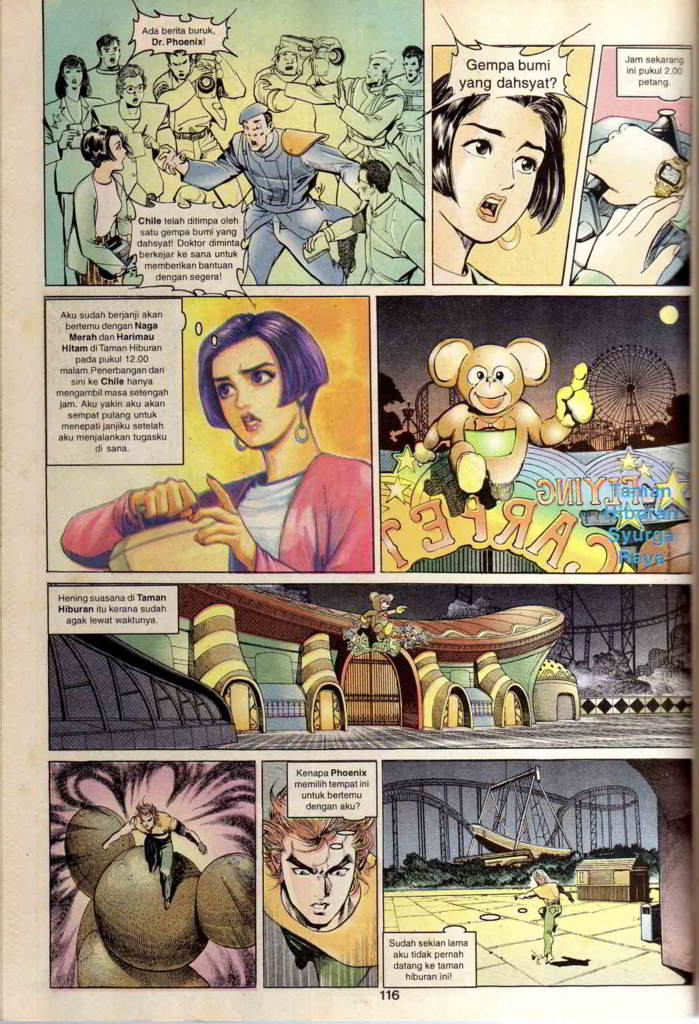 Ada berita buruk,
Dr. Phoenix!
Chile telah ditimpa oleh
satu gempa bumi yang
dahsyat! Doktor diminta
berkejar ke Chile untuk
memberikan bantuan
dengan segera!
Gempa bumi
yang dahsyat?
Jam sekarang
ini pukul 2.00
petang.
Aku sudah berjanji akan
bertemu dengan Naga
Merah dan Harimau
Hitam di Taman Hiburan
pada pukul 12.00
malam.Penerbangan dari
sini ke Chile hanya
mengambil masa setengah
jam. Aku yakin aku akan
sempat pulang untuk
menepati janjiku setelah
aku menjalankan tugasku
di sana.
FLYING
CARPET
Taman
Hiburan
Syurga
Raya
Hening suasana di Taman
Hiburan itu kerana sudah
agak lewat waktunya.
Kenapa Phoenix
memilih tempat ini
untuk bertemu
dengan aku?
Sudah sekian lama
aku tidak pernah
datang ke taman
hiburan ini!
116